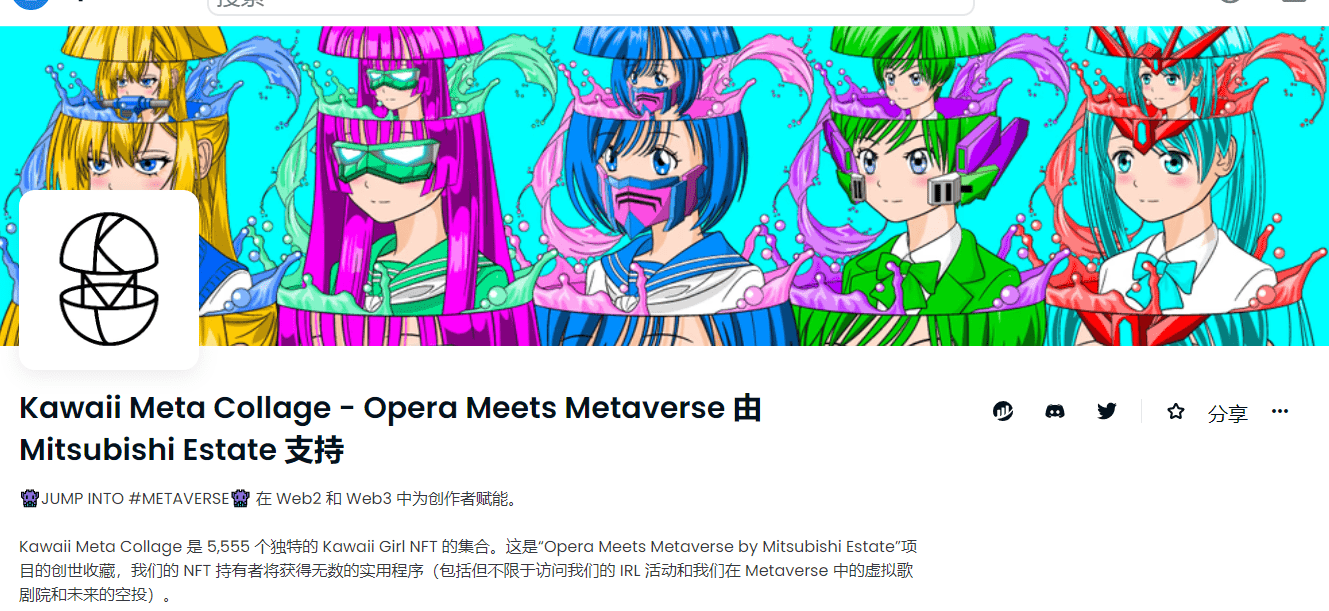 搜索
Kawaii Meta Collage - Opera Meets Metaverse 由
Mitsubishi Estate 支持
分享
JUMP INTO #METAVERSE 在 Web2 和 Web3 中为创作者赋能。
Kawaii Meta Collage 是 5,555 个独特的 Kawaii Girl NFT 的集合。这是“Opera Meets Metaverse by Mitsubishi Estate”项
目的创世收藏，我们的 NFT 持有者将获得无数的实用程序（包括但不限于访问我们的 IRL 活动和我们在 Metaverse 中的虚拟歌
剧院和未来的空投）。